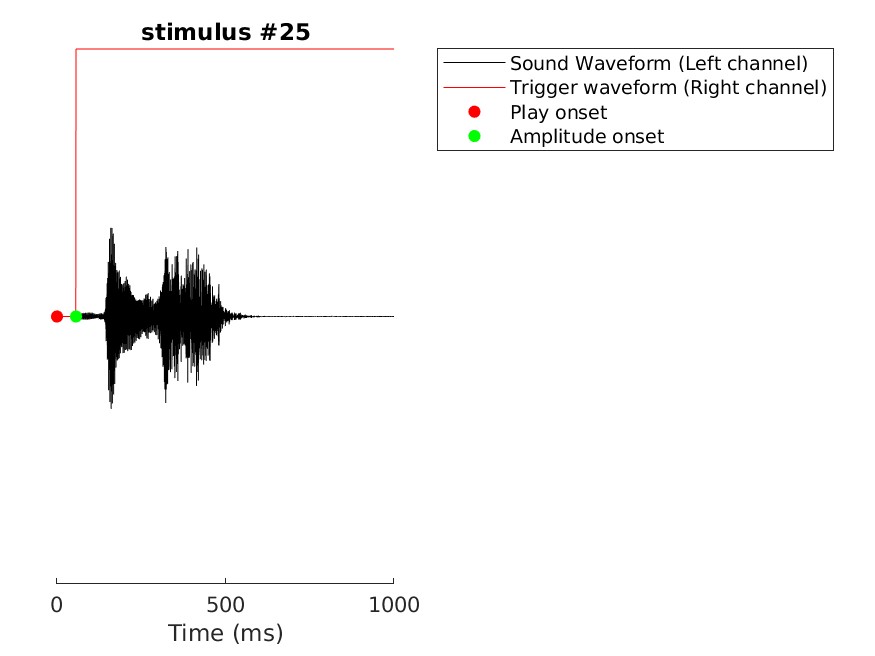 stimulus #25
Sound Waveform (Left channel)
Trigger waveform (Right channel)
Play onset
Amplitude onset
0 500 1000
Time (ms)